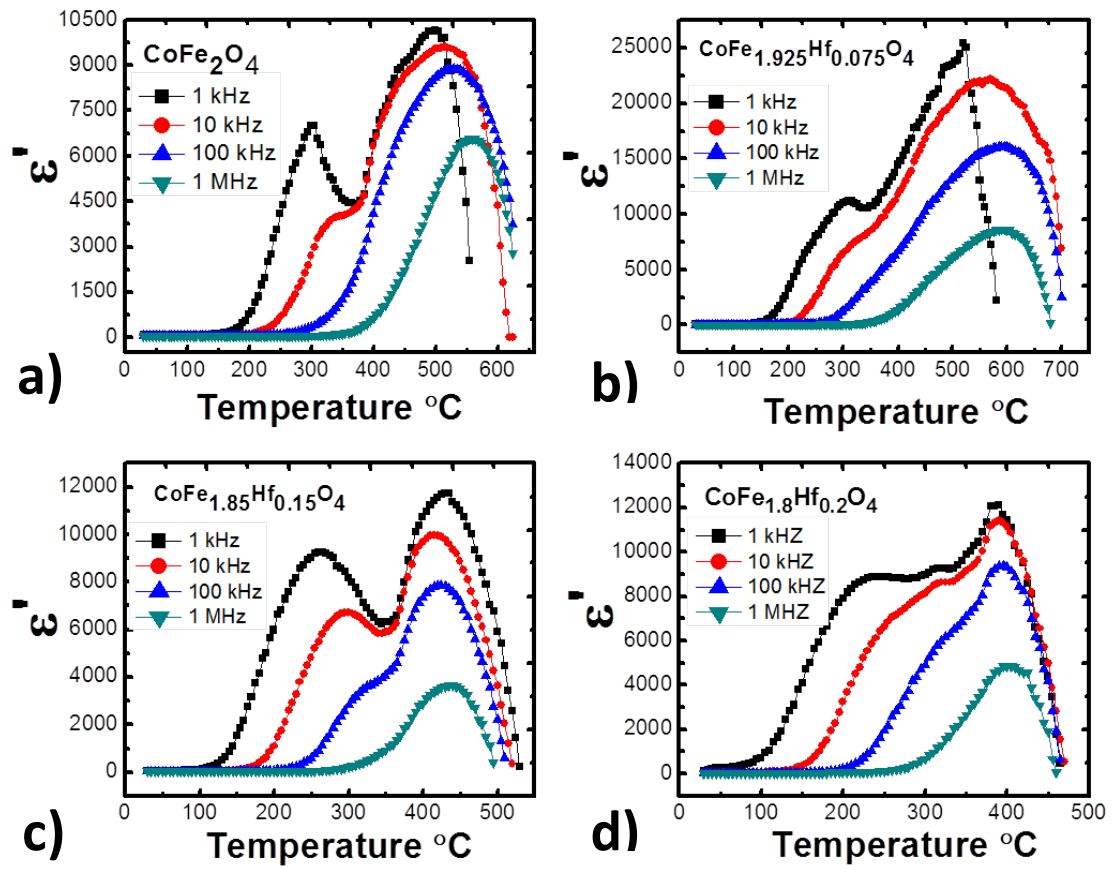 CoFe2O4
1 kHz
10 kHz
100 kHz
1 MHz
10500
9000
7500
6000
4500
3000
1500
0
ε'
0 100 200 300 400 500 600
Temperature °C
a)
CoFe1.925Hf0.075O4
1 kHz
10 kHz
100 kHz
1 MHz
25000
20000
15000
10000
5000
0
ε'
0 100 200 300 400 500 600 700
Temperature °C
b)
CoFe1.85Hf0.15O4
1 kHz
10 kHz
100 kHz
1 MHz
12000
10000
8000
6000
4000
2000
0
ε'
0 100 200 300 400 500
Temperature °C
c)
CoFe1.8Hf0.2O4
1 kHZ
10 kHZ
100 kHZ
1 MHZ
14000
12000
10000
8000
6000
4000
2000
0
ε'
0 100 200 300 400 500
Temperature °C
d)